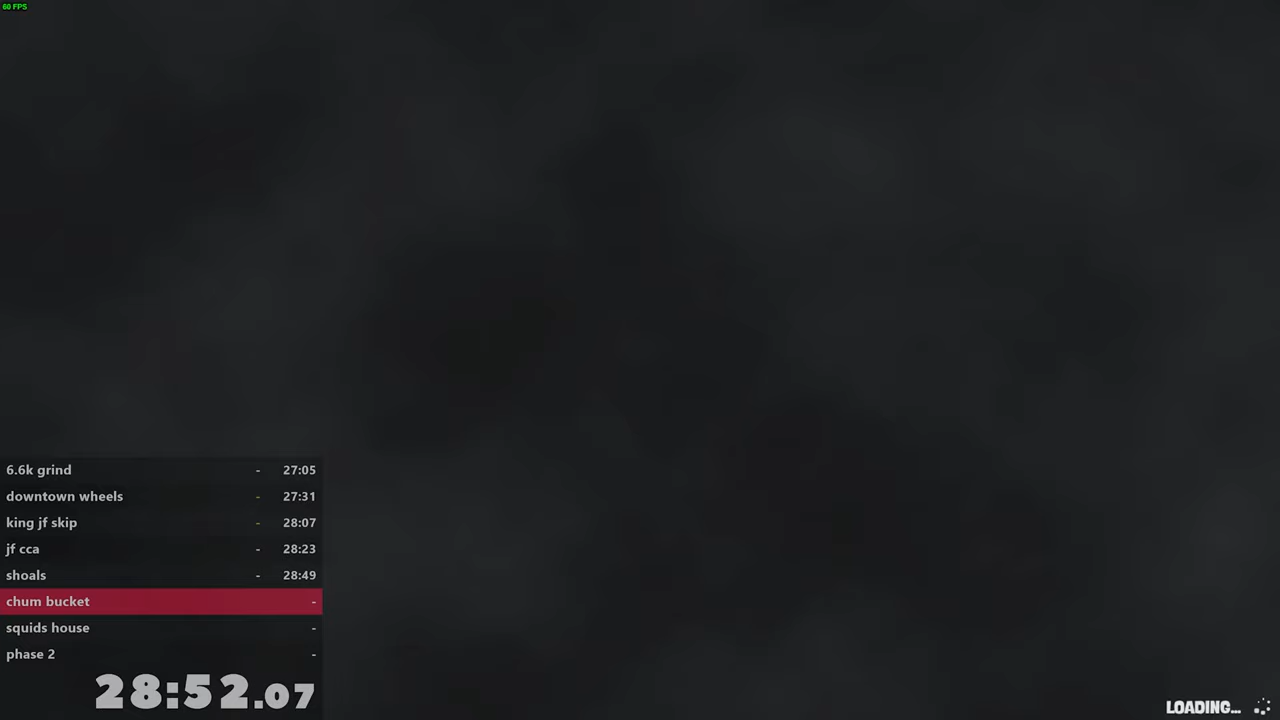 60 FPS
6.6k grind - 27:05
downtown wheels - 27:31
king jf skip - 28:07
jf cca - 28:23
shoals - 28:49
chum bucket -
squids house -
phase 2 -
28:52.07
LOADING...